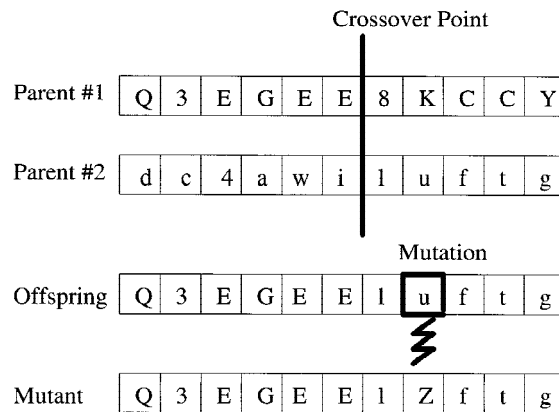 Crossover Point
Parent #1 Q 3 E G E E 8 K C C Y
Parent #2 d c 4 a w i l u f t g
Mutation
Offspring Q 3 E G E E l u f t g
Mutant Q 3 E G E E l Z f t g